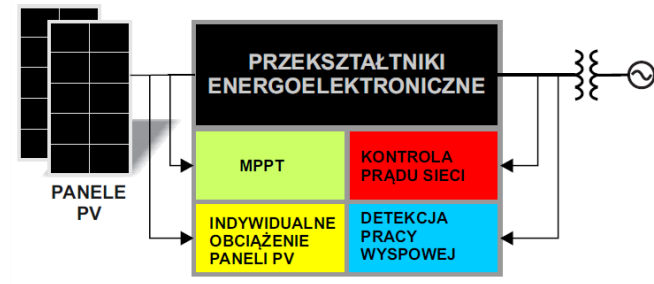 PRZEKSZTAŁTNIKI
ENERGOELEKTRONICZNE
MPPT
KONTROLA
PRĄDU SIECI
PANELE
PV
INDYWIDUALNE
OBCIĄŻENIE
PANELI PV
DETEKCJA
PRACY
WYSPOWEJ